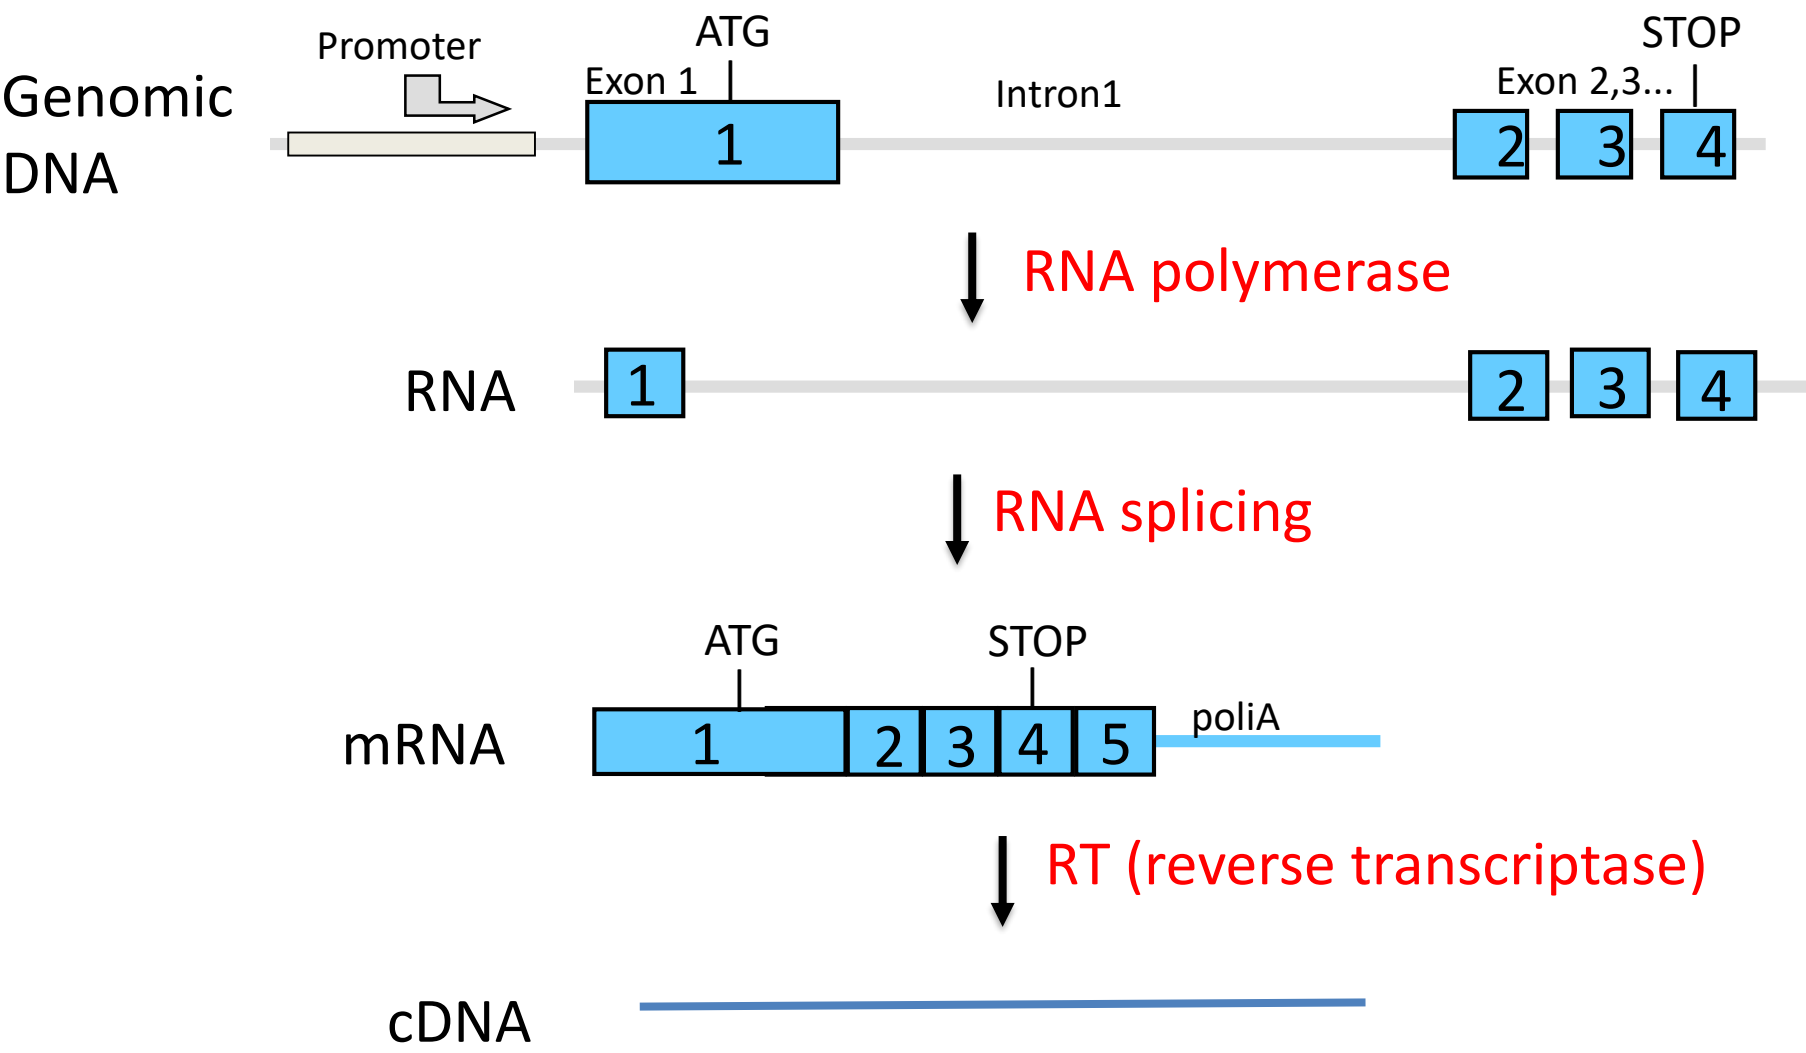 ATG
STOP
Promoter
Exon 1
Intron1
Exon 2,3...
Genomic
DNA
1
2
3
4
RNA polymerase
RNA
1
2
3
4
RNA splicing
ATG
STOP
mRNA
1
2
3
4
5
poliA
RT (reverse transcriptase)
cDNA